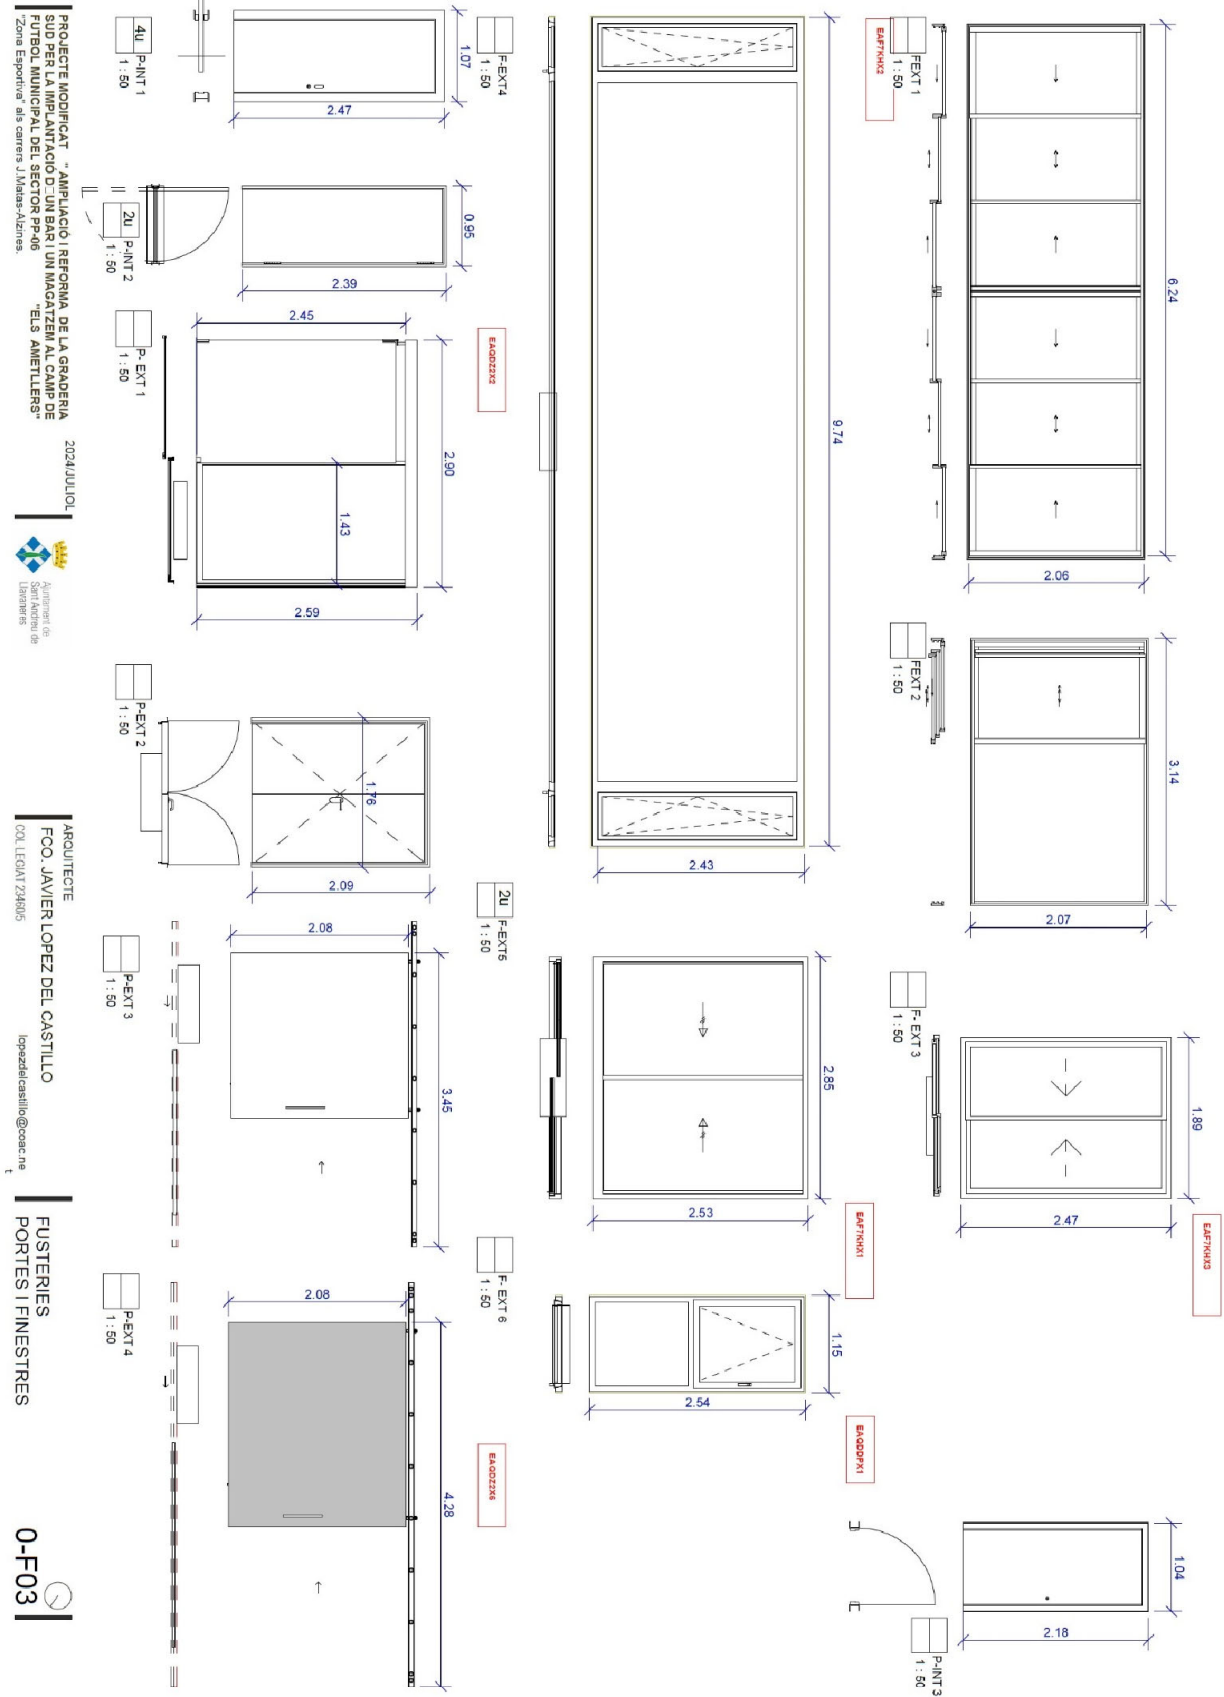 FEXT 1
1 : 50
EAF7KHX2
6.24
2.06
FEXT 2
1 : 50
3.14
2.07
F- EXT 3
1 : 50
1.89
2.47
EAF7KHX3
P-INT 3
1 : 50
1.04
2.18
F-EXT4
1 : 50
9.74
2.43
2u
F-EXT5
1 : 50
2.85
2.53
EAF7KHX1
F- EXT 6
1 : 50
1.15
2.54
EAQDDPX1
4u
P-INT 1
1 : 50
1.07
2.47
2u
P-INT 2
1 : 50
0.95
2.39
P- EXT 1
1 : 50
2.45
2.90
1.43
2.59
EAQDZ2X2
P-EXT 2
1 : 50
1.76
2.09
P-EXT 3
1 : 50
2.08
3.45
P-EXT 4
1 : 50
2.08
4.28
EAQDZ2X6
PROJECTE MODIFICAT " AMPLIACIÓ I REFORMA DE LA GRADERIA
SUD PER LA IMPLANTACIÓ D´UN BAR I UN MAGATZEM AL CAMP DE
FUTBOL MUNICIPAL DEL SECTOR PP-06 "ELS AMETLLERS"
"Zona Esportiva" als carrers J.Matas-Alzines.
2024/JULIOL
Ajuntament de
Sant Andreu de
Llavaneres
ARQUITECTE
FCO. JAVIER LOPEZ DEL CASTILLO
COL.LEGIAT 23460/5
lopezdelcastillo@coac.ne
t
FUSTERIES
PORTES I FINESTRES
0-F03